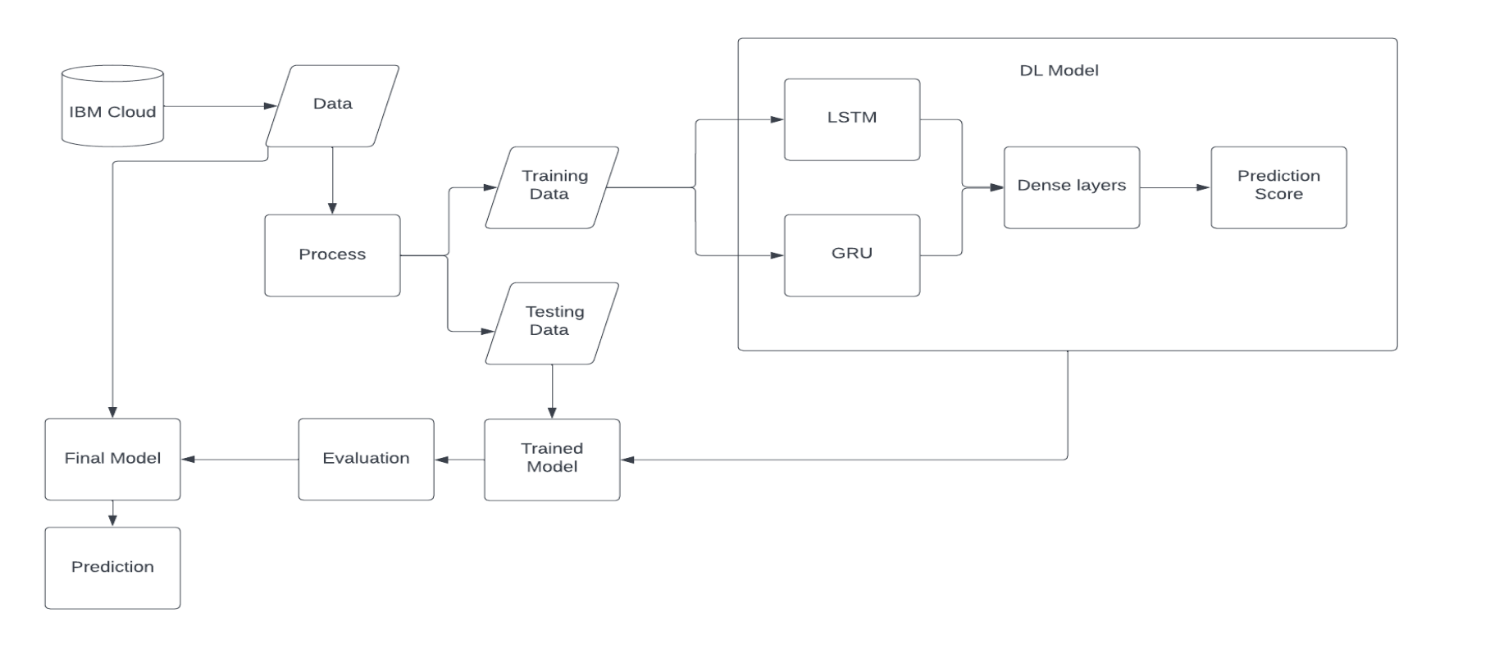 DL Model
IBM Cloud
Data
LSTM
Training
Data
Dense layers
Prediction
Score
Process
GRU
Testing
Data
Final Model
Evaluation
Trained
Model
Prediction